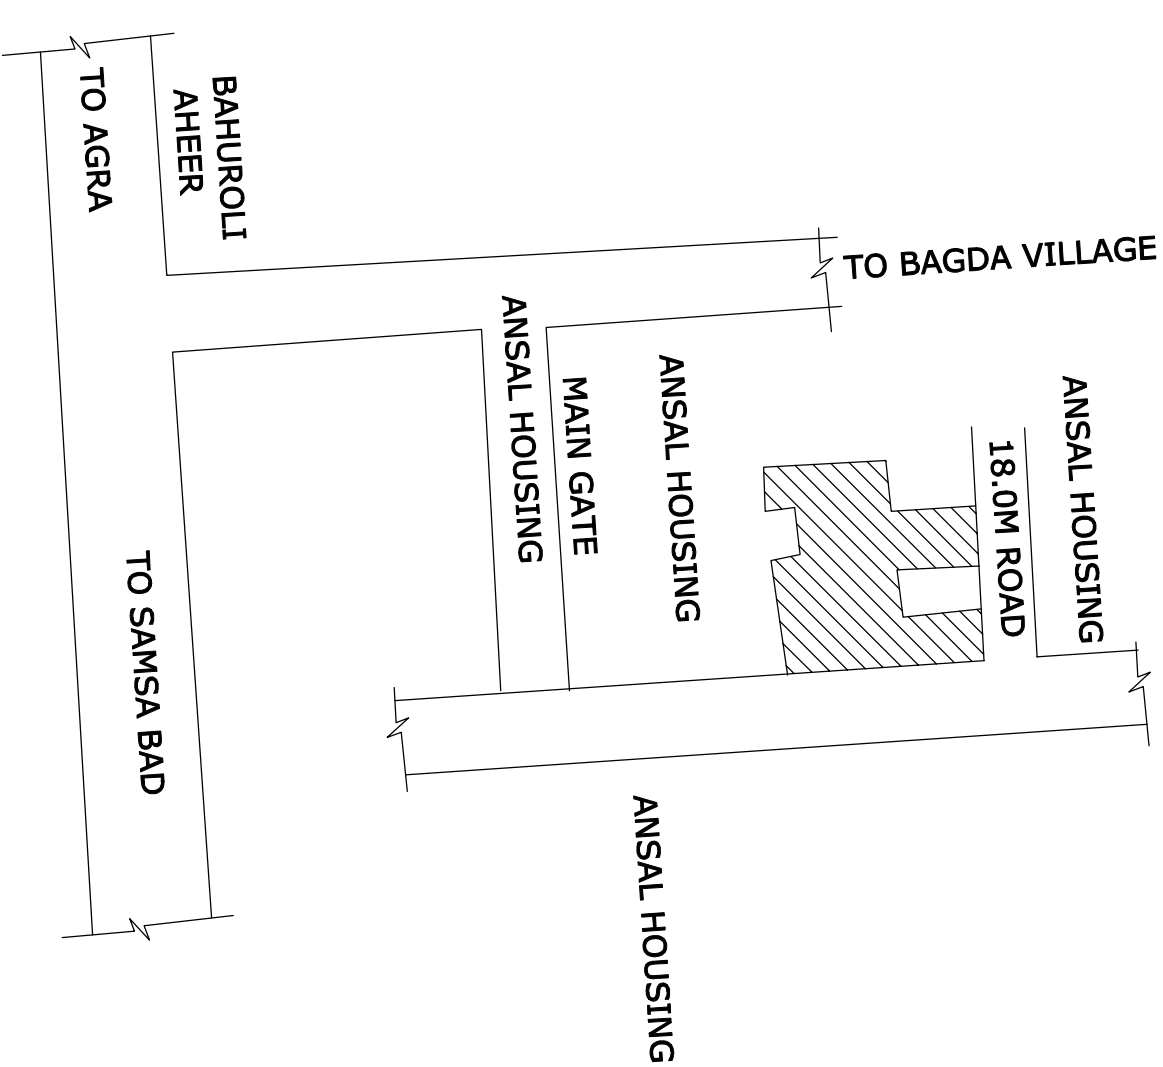 TO AGRA
BAHUROLI
AHEER
TO BAGDA VILLAGE
ANSAL HOUSING
MAIN GATE
ANSAL HOUSING
18.0M ROAD
ANSAL HOUSING
TO SAMSA BAD
ANSAL HOUSING